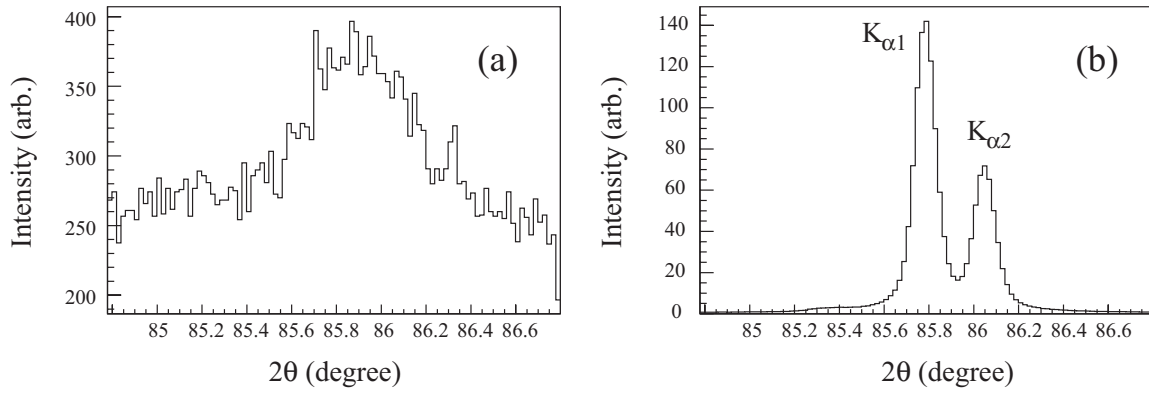 400
350
300
250
200
(a)
Intensity (arb.)
85 85.2 85.4 85.6 85.8 86 86.2 86.4 86.6
2θ (degree)
140
120
100
80
60
40
20
0
Kα1
Kα2
(b)
Intensity (arb.)
85 85.2 85.4 85.6 85.8 86 86.2 86.4 86.6
2θ (degree)